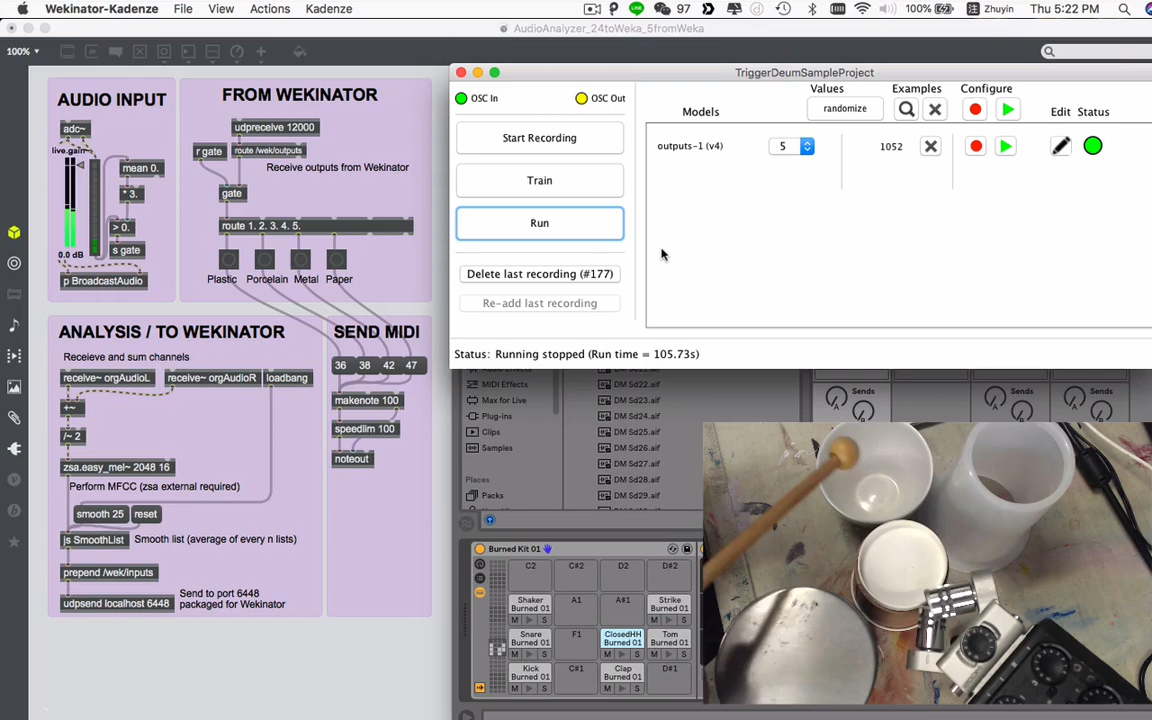 Wekinator-Kadenze File View Actions Kadenze 97 100% Zhuyin Thu 5:22 PM
AudioAnalyzer_24toWeka_5fromWeka
100%
AUDIO INPUT
adc~
live.gain~
mean 0.
* 3.
> 0.
s gate
0.0 dB
p BroadcastAudio
FROM WEKINATOR
udpreceive 12000
r gate
route /wek/outputs
Receive outputs from Wekinator
gate
route 1. 2. 3. 4. 5.
Plastic Porcelain Metal Paper
ANALYSIS / TO WEKINATOR
Receieve and sum channels
receive~ orgAudioL receive~ orgAudioR loadbang
+~
/~ 2
zsa.easy_mel~ 2048 16
Perform MFCC (zsa external required)
smooth 25 reset
js SmoothList Smooth list (average of every n lists)
prepend /wek/inputs
udpsend localhost 6448
Send to port 6448
packaged for Wekinator
SEND MIDI
36 38 42 47
makenote 100
speedlim 100
noteout
TriggerDeumSampleProject
OSC In OSC Out
Start Recording
Train
Run
Delete last recording (#177)
Re-add last recording
Values Examples Configure
Models randomize Edit Status
outputs-1 (v4) 5 1052
Status: Running stopped (Run time = 105.73s)
MIDI Effects
Max for Live
Plug-ins
Clips
Samples
Places
Packs
DM Sd22.aif
DM Sd23.aif
DM Sd24.aif
DM Sd25.aif
DM Sd26.aif
DM Sd27.aif
DM Sd28.aif
DM Sd29.aif
Sends Sends Sends
A A A
Burned Kit 01
C2 C#2 D2 D#2
Shaker Burned 01 A1 A#1 Strike Burned 01
M S M S
Snare Burned 01 F1 ClosedHH Burned 01 Tom Burned 01
M S M S M S
Kick Burned 01 C#1 Clap Burned 01 D#1
M S M S